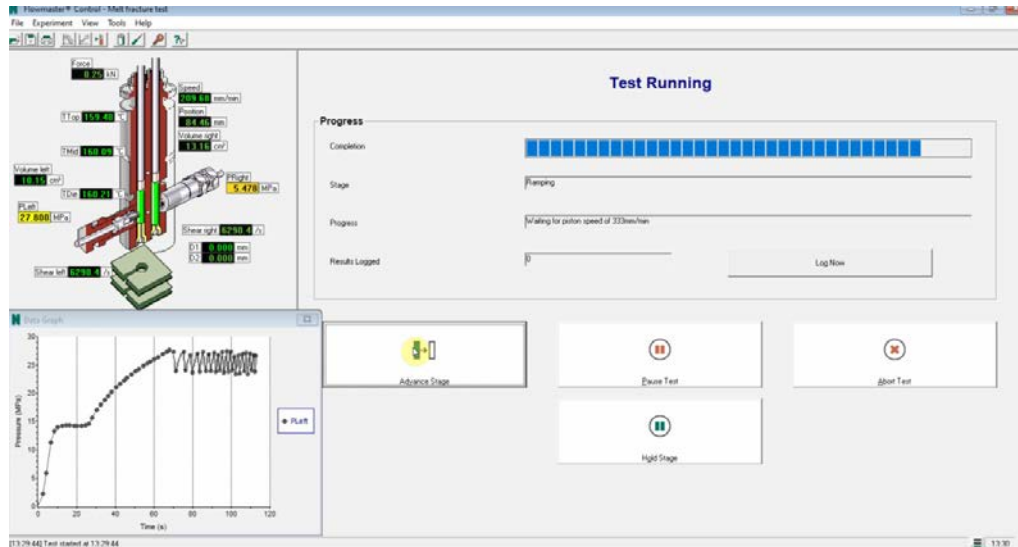 Flowmaster® Control - Melt fracture test
File Experiment View Tools Help
Force
0.25 kN
Speed
209.68 mm/min
TTop 159.48 °C
Position
84.46 mm
Volume right
13.16 cm³
TMid 160.09 °C
Volume left
10.15 cm³
PRight
5.478 MPa
TDie 160.21 °C
PLeft
27.800 MPa
Shear right 6298.4 /s
D1 0.000 mm
D2 0.000 mm
Shear left 6298.4 /s
Test Running
Progress
Completion
Stage
Ramping
Progress
Waiting for piston speed of 333mm/min
Results Logged
0
Log Now
Advance Stage
Pause Test
Abort Test
Hold Stage
Data Graph
Pressure (MPa)
30
25
20
15
10
5
0
0 20 40 60 80 100 120
Time (s)
PLeft
[13:29:44] Test started at 13:29:44
13:30